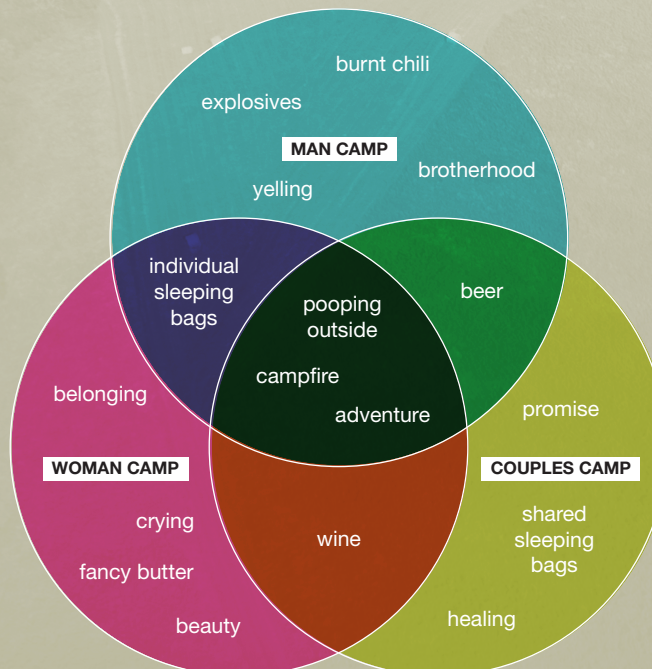 burnt chili
explosives
MAN CAMP
brotherhood
yelling
individual
sleeping
bags
beer
pooping
outside
campfire
adventure
belonging
promise
WOMAN CAMP
COUPLES CAMP
crying
shared
sleeping
bags
wine
fancy butter
healing
beauty